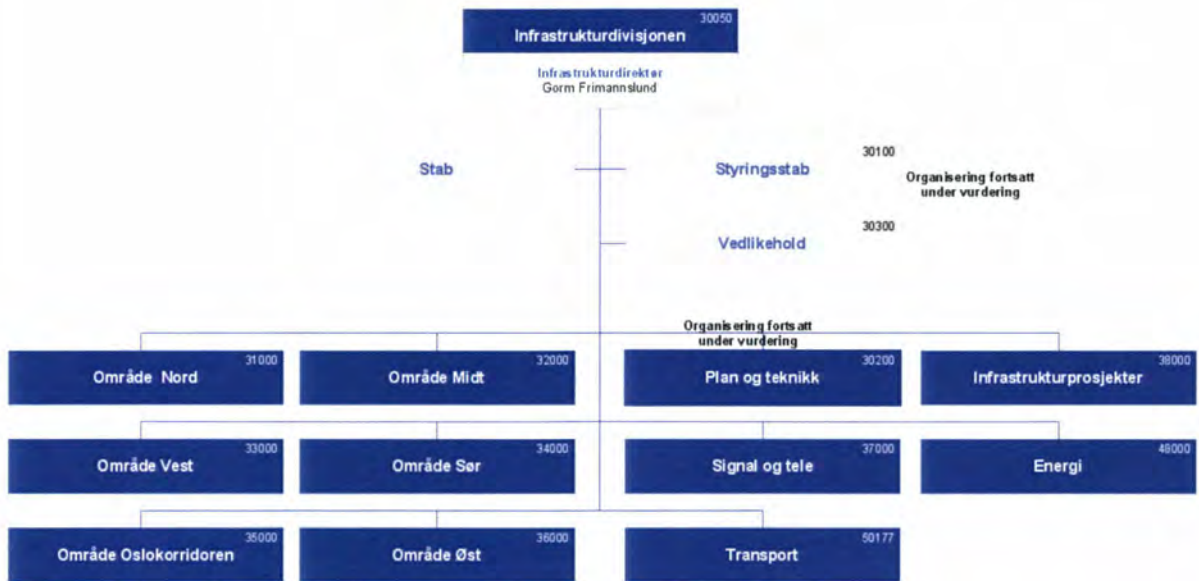 30050
Infrastrukturdivisjonen
Infrastrukturdirektør
Gorm Frimannslund
Stab
Styringsstab
30100
Organisering fortsatt
under vurdering
Vedlikehold
30300
Organisering fortsatt
under vurdering
31000
Område Nord
32000
Område Midt
30200
Plan og teknikk
38000
Infrastrukturprosjekter
33000
Område Vest
34000
Område Sør
37000
Signal og tele
Energi
35000
Område Oslokorridoren
36000
Område Øst
50177
Transport